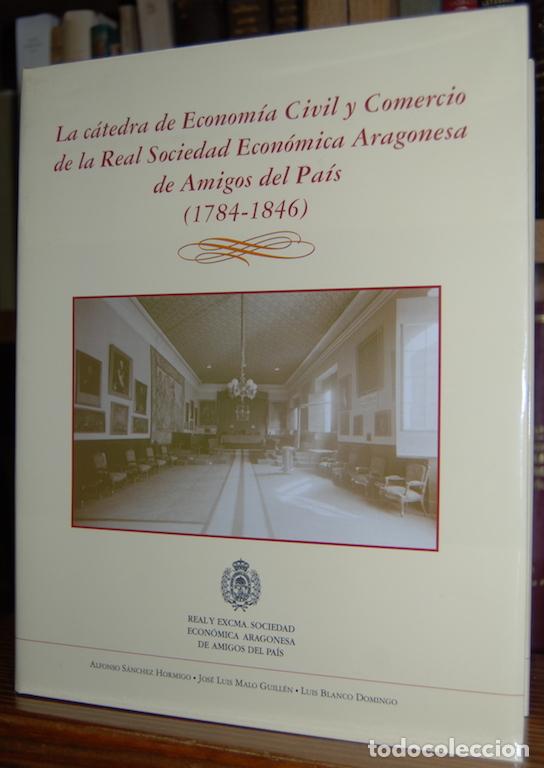 La cátedra de Economía Civil y Comercio
de la Real Sociedad Económica Aragonesa
de Amigos del País
(1784-1846)
REAL Y EXCMA. SOCIEDAD
ECONÓMICA ARAGONESA
DE AMIGOS DEL PAÍS
ALFONSO SÁNCHEZ HORMIGO • JOSÉ LUIS MALO GUILLÉN • LUIS BLANCO DOMINGO
todocoleccion